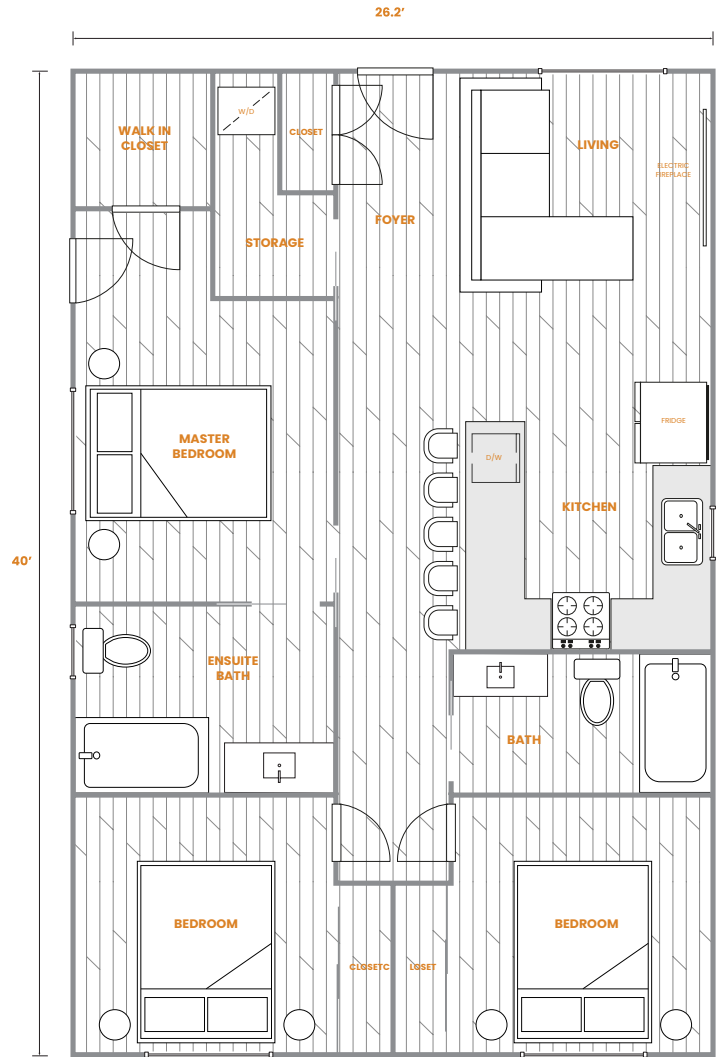 26.2’
WALK IN
CLOSET
W/D
CLOSET
LIVING
ELECTRIC
FIREPLACE
FOYER
STORAGE
MASTER
BEDROOM
FRIDGE
D/W
KITCHEN
40’
ENSUITE
BATH
BATH
BEDROOM
BEDROOM
CLOSETC
LOSET